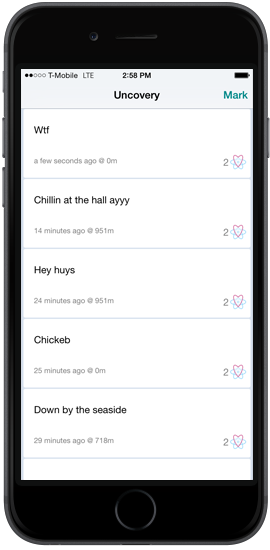 T-Mobile LTE 2:58 PM
Uncovery Mark
Wtf
a few seconds ago @ 0m 2
Chillin at the hall ayyy
14 minutes ago @ 951m 2
Hey huys
24 minutes ago @ 951m 2
Chickeb
25 minutes ago @ 0m 2
Down by the seaside
29 minutes ago @ 718m 2